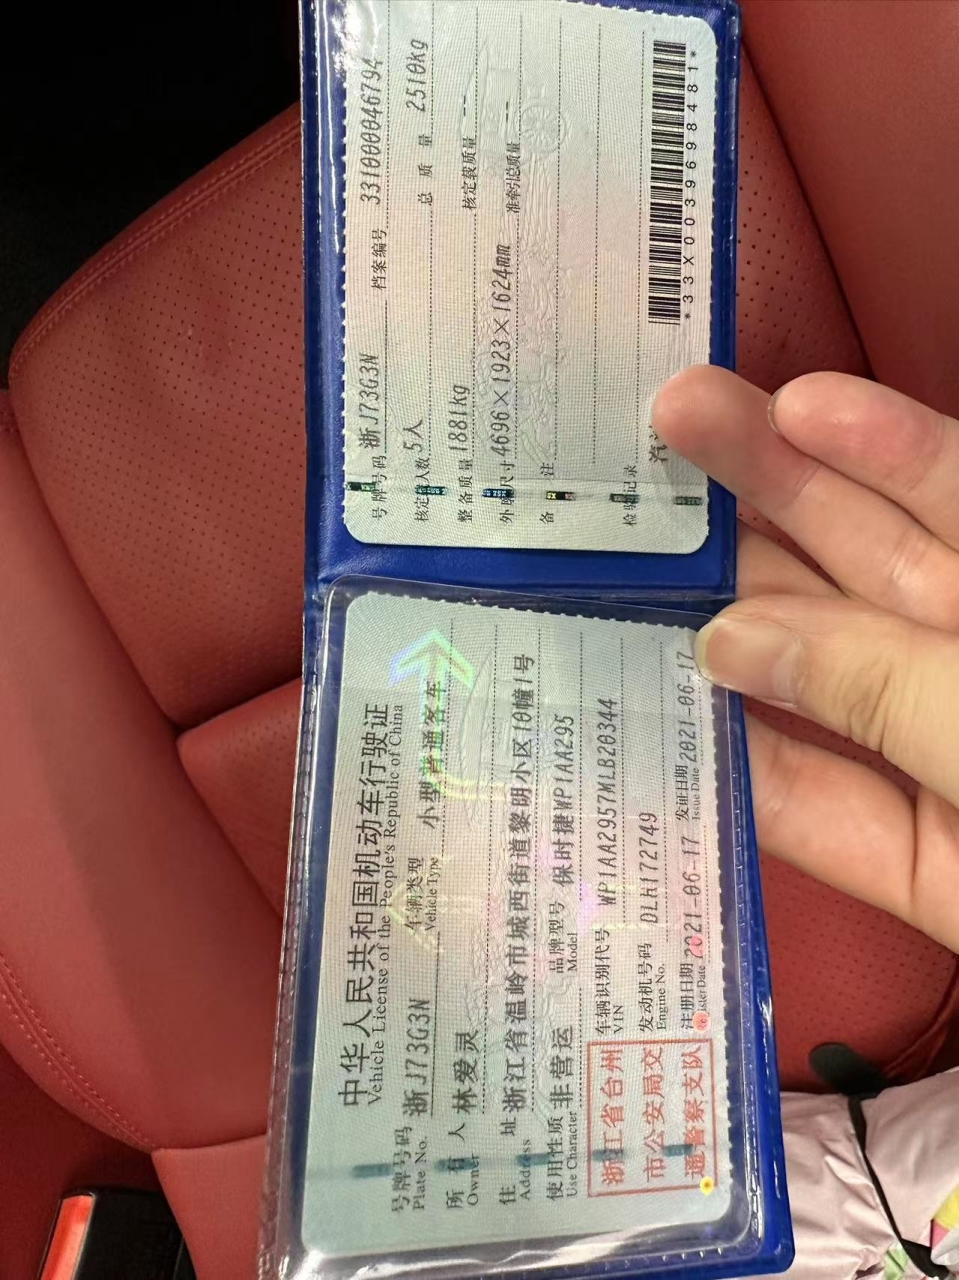 中华人民共和国机动车行驶证
Vehicle License of the People's Republic of China
号牌号码 浙J73G3N 车辆类型 小型普通客车
Plate No. Vehicle Type
所有人 林爱灵
Owner
住址 浙江省温岭市城西街道黎明小区10幢1号
Address
使用性质 非营运 品牌型号 保时捷WP1AA295
Use Character Model
浙江省台州
市公安局交
通警察支队
车辆识别代号 WP1AA2957MLB20344
VIN
发动机号码 DLH172749
Engine No.
注册日期 2021-06-17 发证日期 2021-06-17
Date Issue Date
号牌号码 浙J73G3N 档案编号 331000046794
核定载人数 5人 总质量 2510kg
整备质量 1881kg 核定载质量 --
外廓尺寸 4696×1923×1624mm 准牵引总质量 --
备注
检验记录
汽
*33X0039698481*